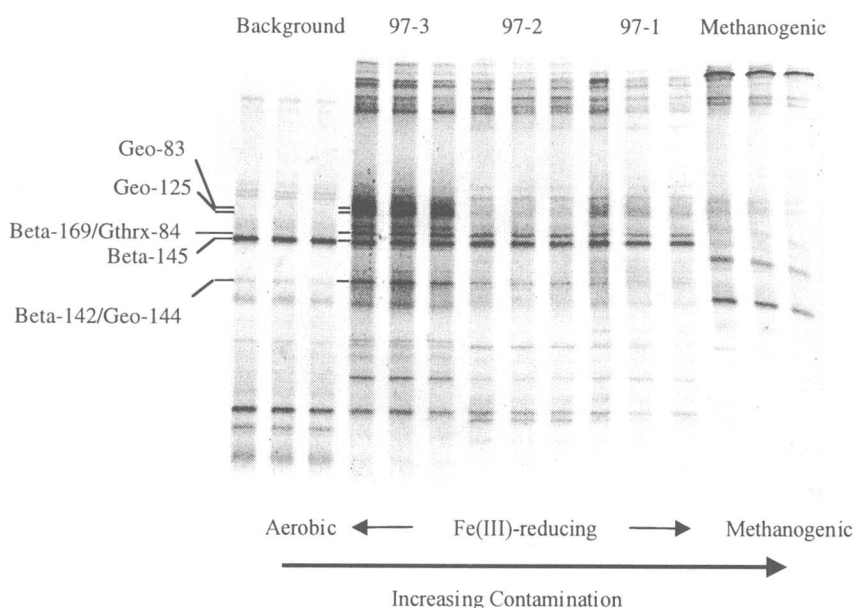 Background 97-3 97-2 97-1 Methanogenic
Geo-83
Geo-125
Beta-169/Gthrx-84
Beta-145
Beta-142/Geo-144
Aerobic Fe(III)-reducing Methanogenic
Increasing Contamination